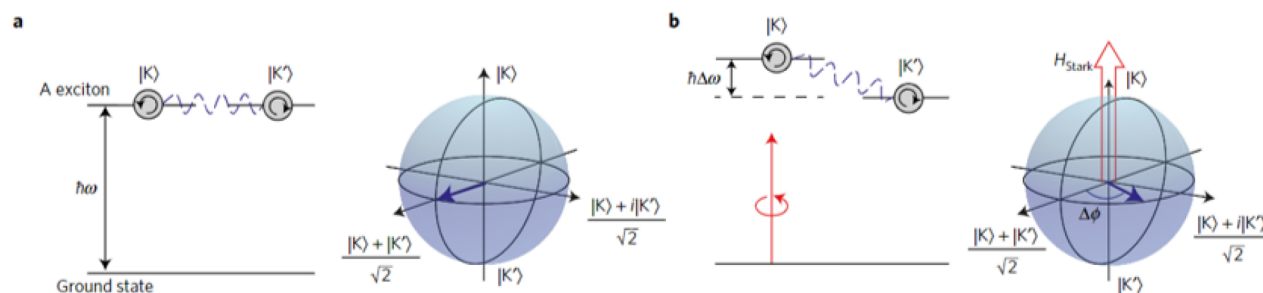 a
|K⟩
|K′⟩
A exciton
ħω
Ground state
|K⟩
|K⟩ + |K′⟩
√2
|K⟩ + i|K′⟩
√2
|K′⟩
b
|K⟩
|K′⟩
ħΔω
H_Stark
|K⟩
Δϕ
|K⟩ + |K′⟩
√2
|K⟩ + i|K′⟩
√2
|K′⟩